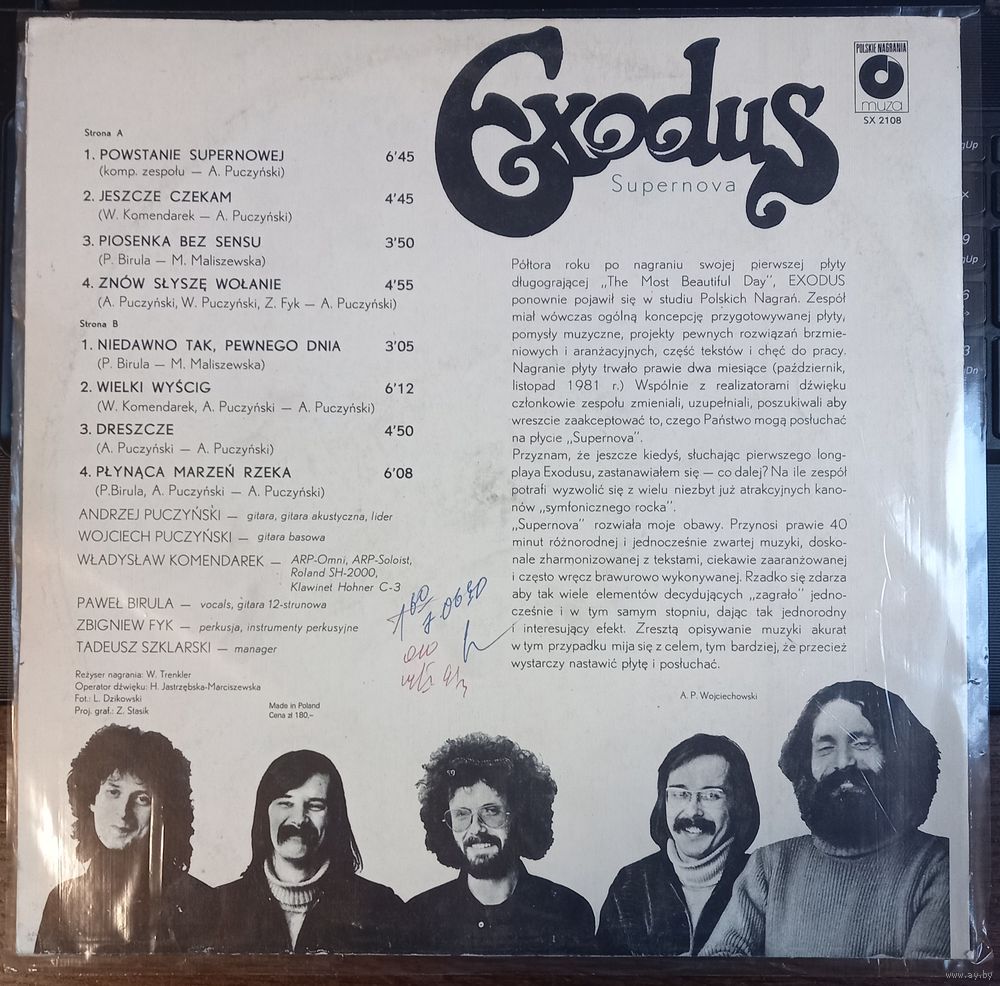 Exodus
Supernova
POLSKIE NAGRANIA
muza
SX 2108
Strona A
1. POWSTANIE SUPERNOWEJ 6'45
(komp. zespołu — A. Puczyński)
2. JESZCZE CZEKAM 4'45
(W. Komendarek — A. Puczyński)
3. PIOSENKA BEZ SENSU 3'50
(P. Birula — M. Maliszewska)
4. ZNÓW SŁYSZĘ WOŁANIE 4'55
(A. Puczyński, W. Puczyński, Z. Fyk — A. Puczyński)
Strona B
1. NIEDAWNO TAK, PEWNEGO DNIA 3'05
(P. Birula — M. Maliszewska)
2. WIELKI WYŚCIG 6'12
(W. Komendarek, A. Puczyński — A. Puczyński)
3. DRESZCZE 4'50
(A. Puczyński — A. Puczyński)
4. PŁYNĄCA MARZEŃ RZEKA 6'08
(P.Birula, A. Puczyński — A. Puczyński)
ANDRZEJ PUCZYŃSKI — gitara, gitara akustyczna, lider
WOJCIECH PUCZYŃSKI — gitara basowa
WŁADYSŁAW KOMENDAREK — ARP-Omni, ARP-Soloist,
Roland SH-2000,
Klawinet Hohner C-3
PAWEŁ BIRULA — vocals, gitara 12-strunowa
ZBIGNIEW FYK — perkusja, instrumenty perkusyjne
TADEUSZ SZKLARSKI — manager
Reżyser nagrania: W. Trenkler
Operator dźwięku: H. Jastrzębska-Marciszewska
Fot.: L. Dzikowski
Proj. graf.: Z. Stasik
Made in Poland
Cena zł 180,—
Półtora roku po nagraniu swojej pierwszej płyty
długogrającej „The Most Beautiful Day”, EXODUS
ponownie pojawił się w studiu Polskich Nagrań. Zespół
miał wówczas ogólną koncepcję przygotowywanej płyty,
pomysły muzyczne, projekty pewnych rozwiązań brzmie-
niowych i aranżacyjnych, część tekstów i chęć do pracy.
Nagranie płyty trwało prawie dwa miesiące (październik,
listopad 1981 r.) Wspólnie z realizatorami dźwięku
członkowie zespołu zmieniali, uzupełniali, poszukiwali aby
wreszcie zaakceptować to, czego Państwo mogą posłuchać
na płycie „Supernova”.
Przyznam, że jeszcze kiedyś, słuchając pierwszego long-
playa Exodusu, zastanawiałem się — co dalej? Na ile zespół
potrafi wyzwolić się z wielu niezbyt już atrakcyjnych kano-
nów „symfonicznego rocka”.
„Supernova” rozwiała moje obawy. Przynosi prawie 40
minut różnorodnej i jednocześnie zwartej muzyki, dosko-
nale zharmonizowanej z tekstami, ciekawie zaaranżowanej
i często wręcz brawurowo wykonywanej. Rzadko się zdarza
aby tak wiele elementów decydujących „zagrało” jedno-
cześnie i w tym samym stopniu, dając tak jednorodny
i interesujący efekt. Zresztą opisywanie muzyki akurat
w tym przypadku mija się z celem, tym bardziej, że przecież
wystarczy nastawić płytę i posłuchać.
A. P. Wojciechowski
www.ay.by